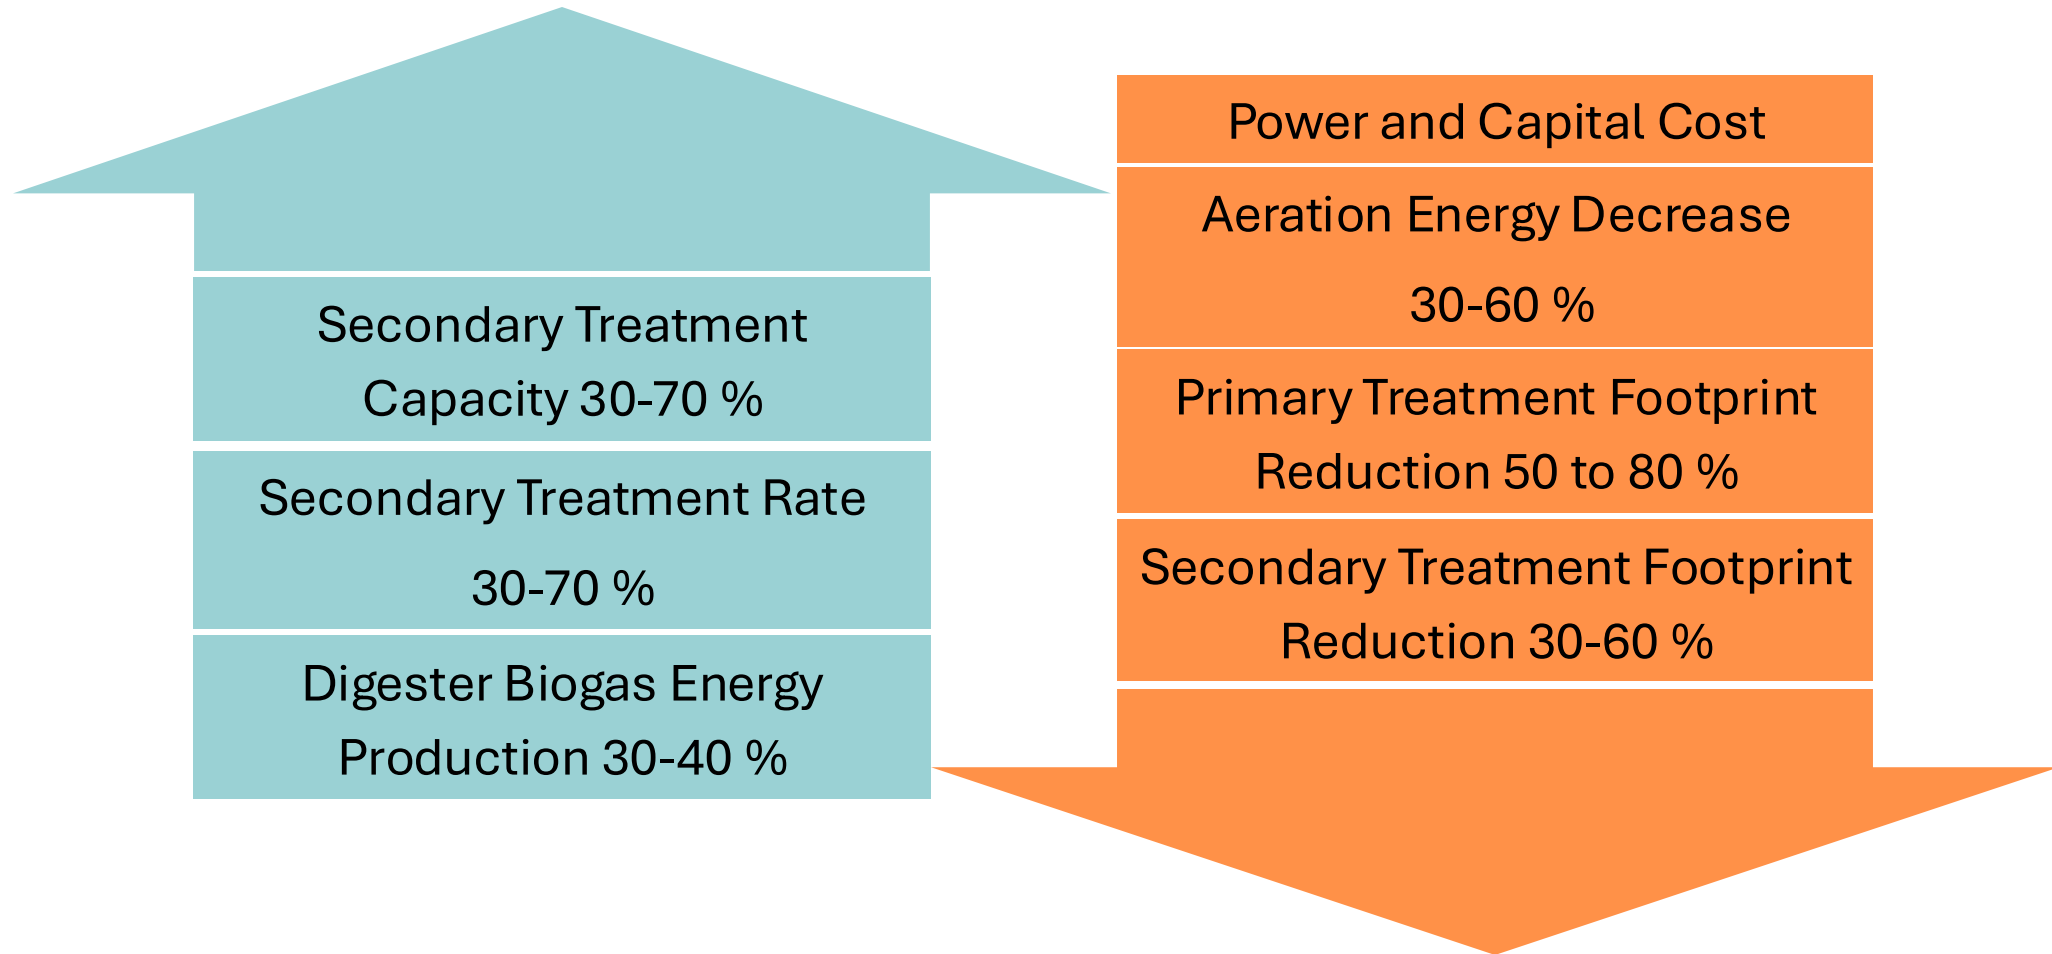 Secondary Treatment
Capacity 30-70 %
Secondary Treatment Rate
30-70 %
Digester Biogas Energy
Production 30-40 %
Power and Capital Cost
Aeration Energy Decrease
30-60 %
Primary Treatment Footprint
Reduction 50 to 80 %
Secondary Treatment Footprint
Reduction 30-60 %